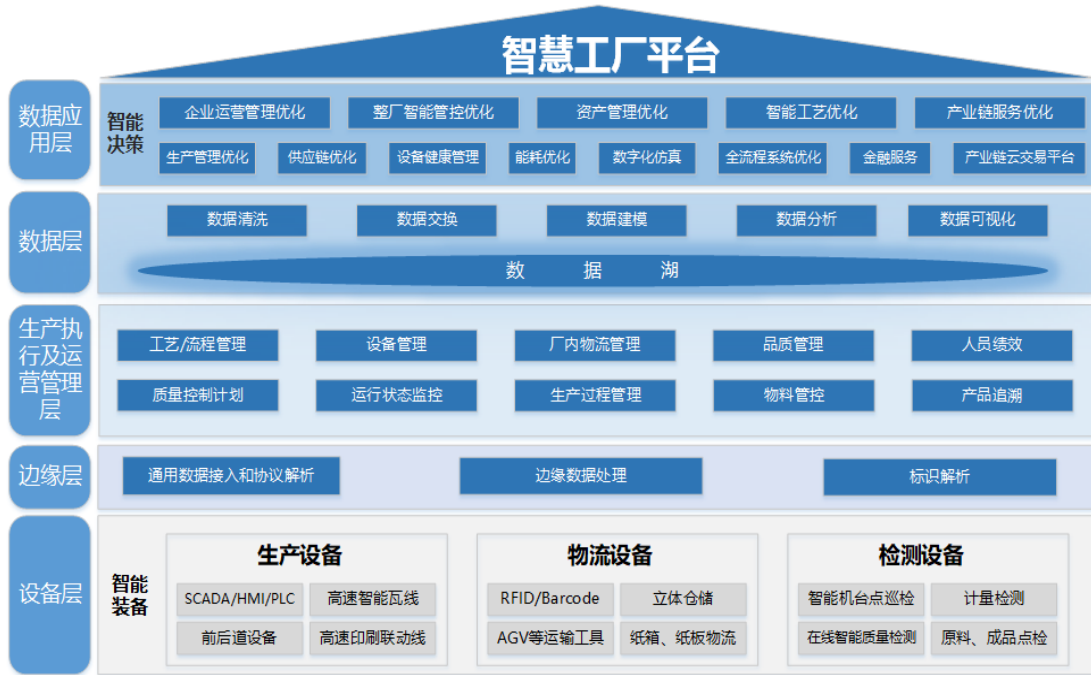 智慧工厂平台
数据应
用层
智能
决策
企业运营管理优化
整厂智能管控优化
资产管理优化
智能工艺优化
产业链服务优化
生产管理优化
供应链优化
设备健康管理
能耗优化
数字化仿真
全流程系统优化
金融服务
产业链云交易平台
数据层
数据清洗
数据交换
数据建模
数据分析
数据可视化
数 据 湖
生产执
行及运
营管理
层
工艺/流程管理
设备管理
厂内物流管理
品质管理
人员绩效
质量控制计划
运行状态监控
生产过程管理
物料管控
产品追溯
边缘层
通用数据接入和协议解析
边缘数据处理
标识解析
设备层
智能
装备
生产设备
SCADA/HMI/PLC
高速智能瓦线
前后道设备
高速印刷联动线
物流设备
RFID/Barcode
立体仓储
AGV等运输工具
纸箱、纸板物流
检测设备
智能机台点巡检
计量检测
在线智能质量检测
原料、成品点检